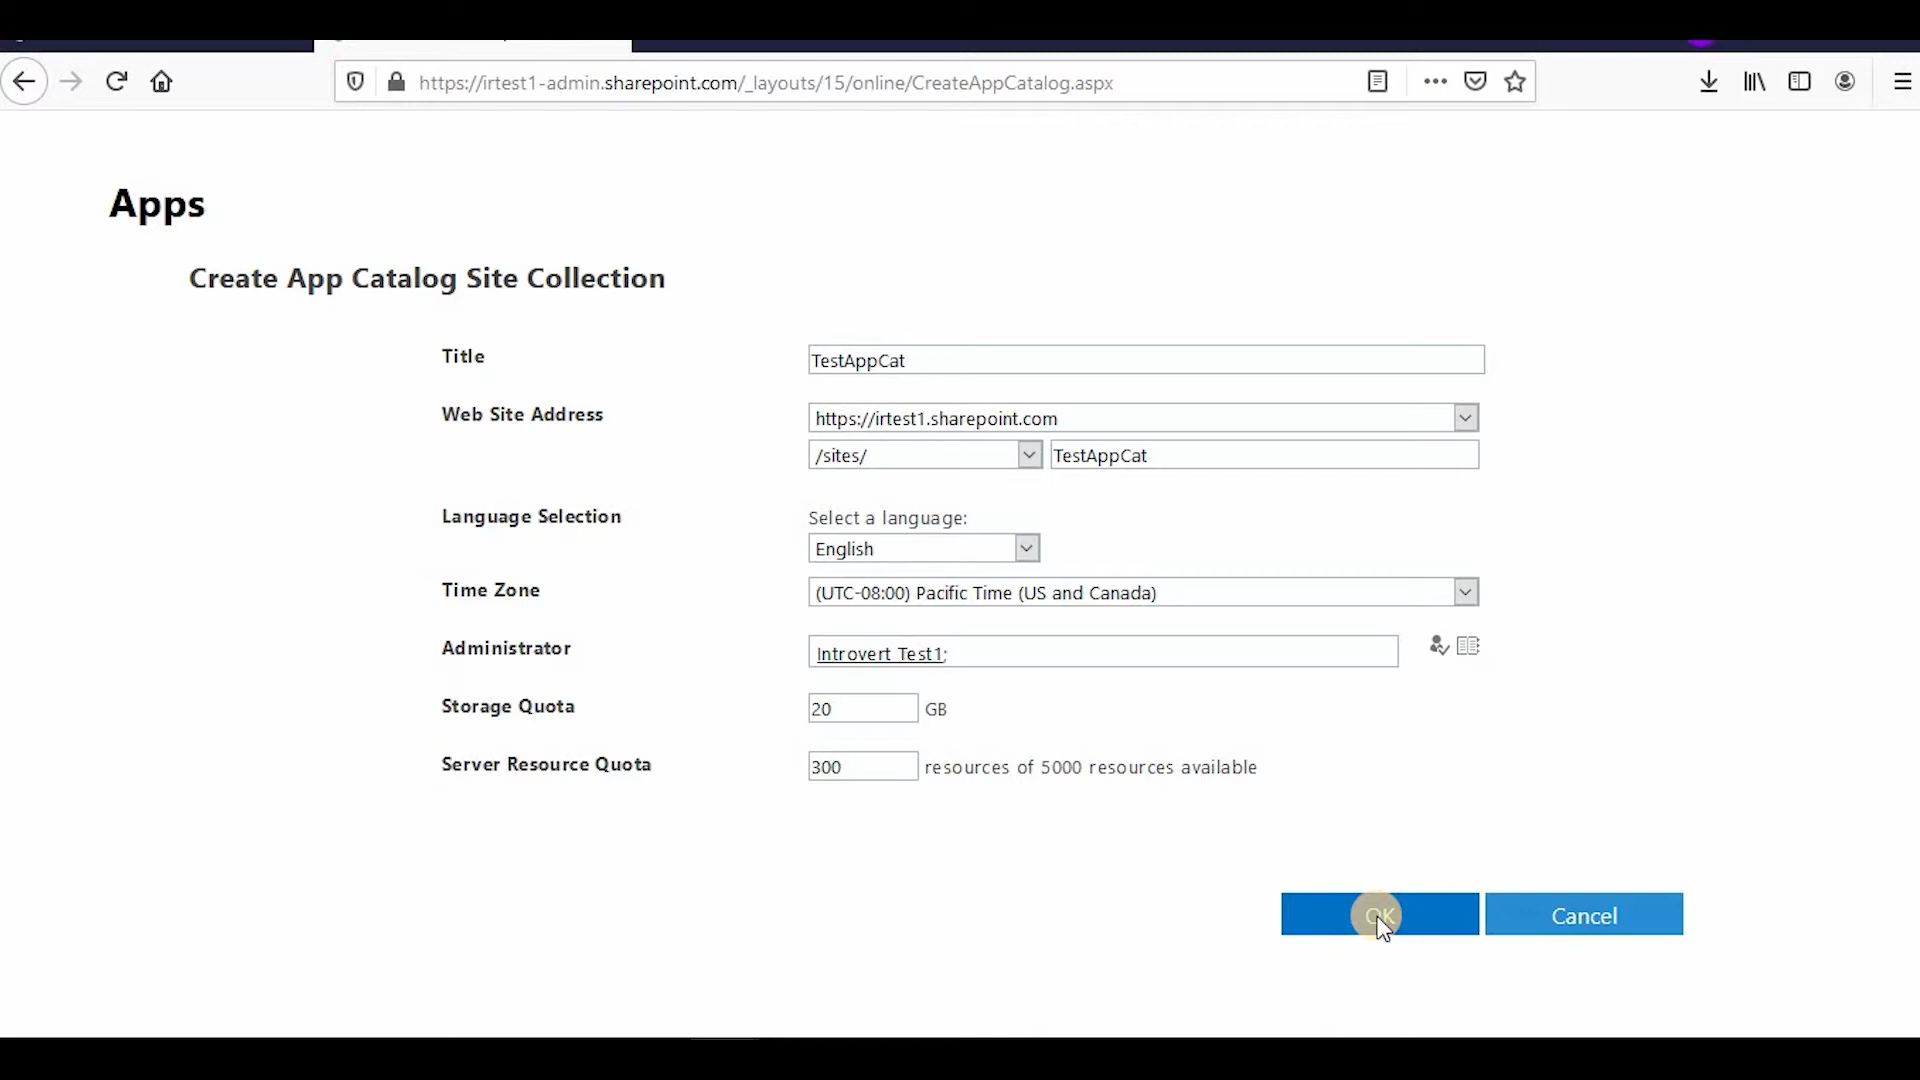 https://irtest1-admin.sharepoint.com/_layouts/15/online/CreateAppCatalog.aspx
Apps
Create App Catalog Site Collection
Title
TestAppCat
Web Site Address
https://irtest1.sharepoint.com
/sites/
TestAppCat
Language Selection
Select a language:
English
Time Zone
(UTC-08:00) Pacific Time (US and Canada)
Administrator
Introvert Test1;
Storage Quota
20 GB
Server Resource Quota
300 resources of 5000 resources available
OK
Cancel